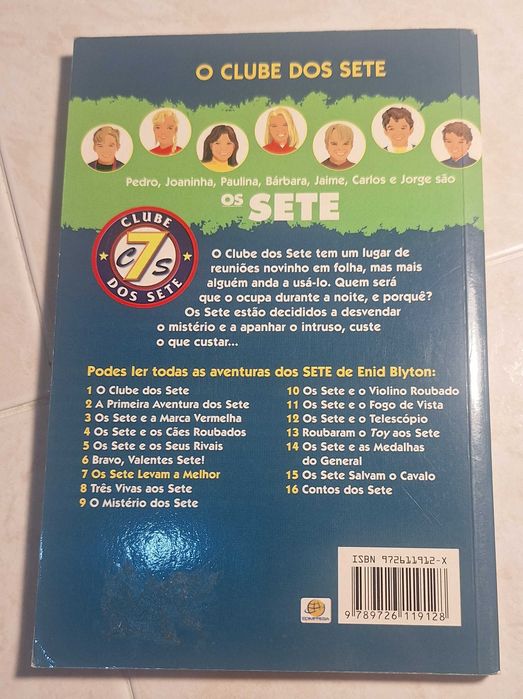 O CLUBE DOS SETE
Pedro, Joaninha, Paulina, Bárbara, Jaime, Carlos e Jorge são
OS SETE
CLUBE
C7S
DOS SETE
O Clube dos Sete tem um lugar de
reuniões novinho em folha, mas mais
alguém anda a usá-lo. Quem será
que o ocupa durante a noite, e porquê?
Os Sete estão decididos a desvendar
o mistério e a apanhar o intruso, custe
o que custar...
Podes ler todas as aventuras dos SETE de Enid Blyton:
1 O Clube dos Sete
2 A Primeira Aventura dos Sete
3 Os Sete e a Marca Vermelha
4 Os Sete e os Cães Roubados
5 Os Sete e os Seus Rivais
6 Bravo, Valentes Sete!
7 Os Sete Levam a Melhor
8 Três Vivas aos Sete
9 O Mistério dos Sete
10 Os Sete e o Violino Roubado
11 Os Sete e o Fogo de Vista
12 Os Sete e o Telescópio
13 Roubaram o Toy aos Sete
14 Os Sete e as Medalhas
do General
15 Os Sete Salvam o Cavalo
16 Contos dos Sete
ISBN 972611912-X
9 789726 119128
EDIMPRESA